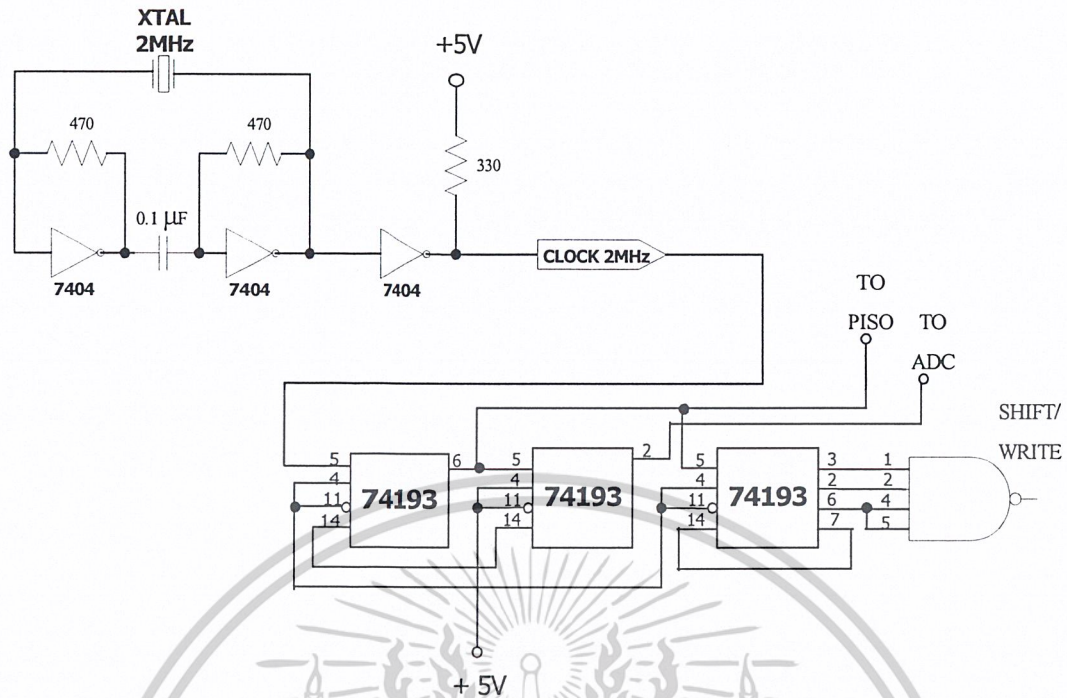 XTAL
2MHz
+5V
470
470
330
0.1 µF
7404
7404
7404
CLOCK 2MHz
TO
PISO
TO
ADC
SHIFT/
WRITE
5
4
11
14
74193
6
5
4
11
14
74193
2
5
4
11
14
74193
3
2
6
7
1
2
4
5
+ 5V